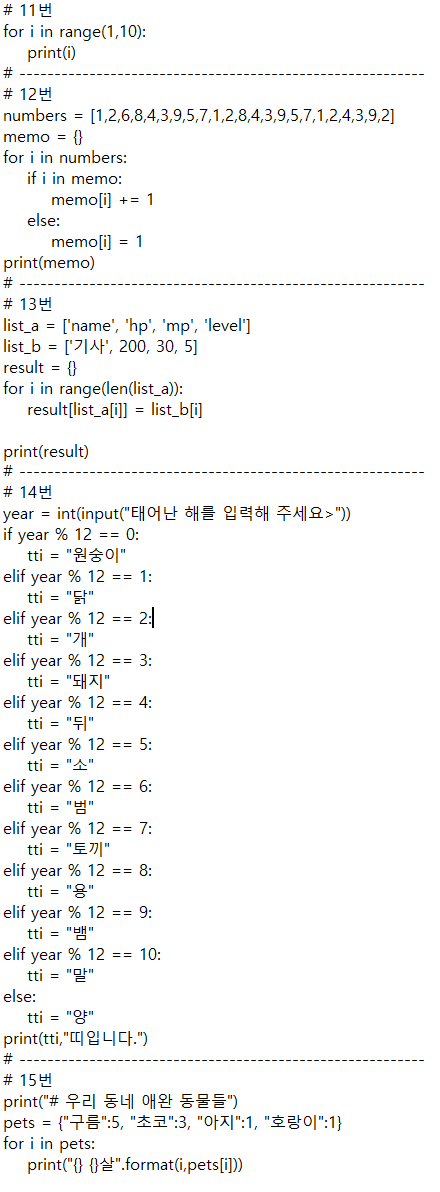 # 11번
for i in range(1,10):
    print(i)
# ----------------------------------------------------------
# 12번
numbers = [1,2,6,8,4,3,9,5,7,1,2,8,4,3,9,5,7,1,2,4,3,9,2]
memo = {}
for i in numbers:
    if i in memo:
        memo[i] += 1
    else:
        memo[i] = 1
print(memo)
# ----------------------------------------------------------
# 13번
list_a = ['name', 'hp', 'mp', 'level']
list_b = ['기사', 200, 30, 5]
result = {}
for i in range(len(list_a)):
    result[list_a[i]] = list_b[i]

print(result)
# ----------------------------------------------------------
# 14번
year = int(input("태어난 해를 입력해 주세요>"))
if year % 12 == 0:
    tti = "원숭이"
elif year % 12 == 1:
    tti = "닭"
elif year % 12 == 2:
    tti = "개"
elif year % 12 == 3:
    tti = "돼지"
elif year % 12 == 4:
    tti = "뒤"
elif year % 12 == 5:
    tti = "소"
elif year % 12 == 6:
    tti = "범"
elif year % 12 == 7:
    tti = "토끼"
elif year % 12 == 8:
    tti = "용"
elif year % 12 == 9:
    tti = "뱀"
elif year % 12 == 10:
    tti = "말"
else:
    tti = "양"
print(tti,"띠입니다.")
# ----------------------------------------------------------
# 15번
print("# 우리 동네 애완 동물들")
pets = {"구름":5, "초코":3, "아지":1, "호랑이":1}
for i in pets:
    print("{} {}살".format(i,pets[i]))